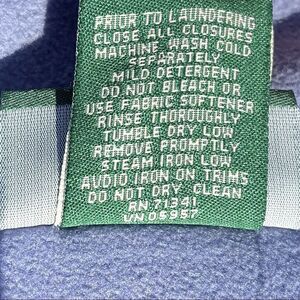 PRIOR TO LAUNDERING
CLOSE ALL CLOSURES
MACHINE WASH COLD
SEPARATELY
MILD DETERGENT
DO NOT BLEACH OR
USE FABRIC SOFTENER
RINSE THOROUGHLY
TUMBLE DRY LOW
REMOVE PROMPTLY
STEAM IRON LOW
AVOID IRON ON TRIMS
DO NOT DRY CLEAN
RN 71341
VN 05957